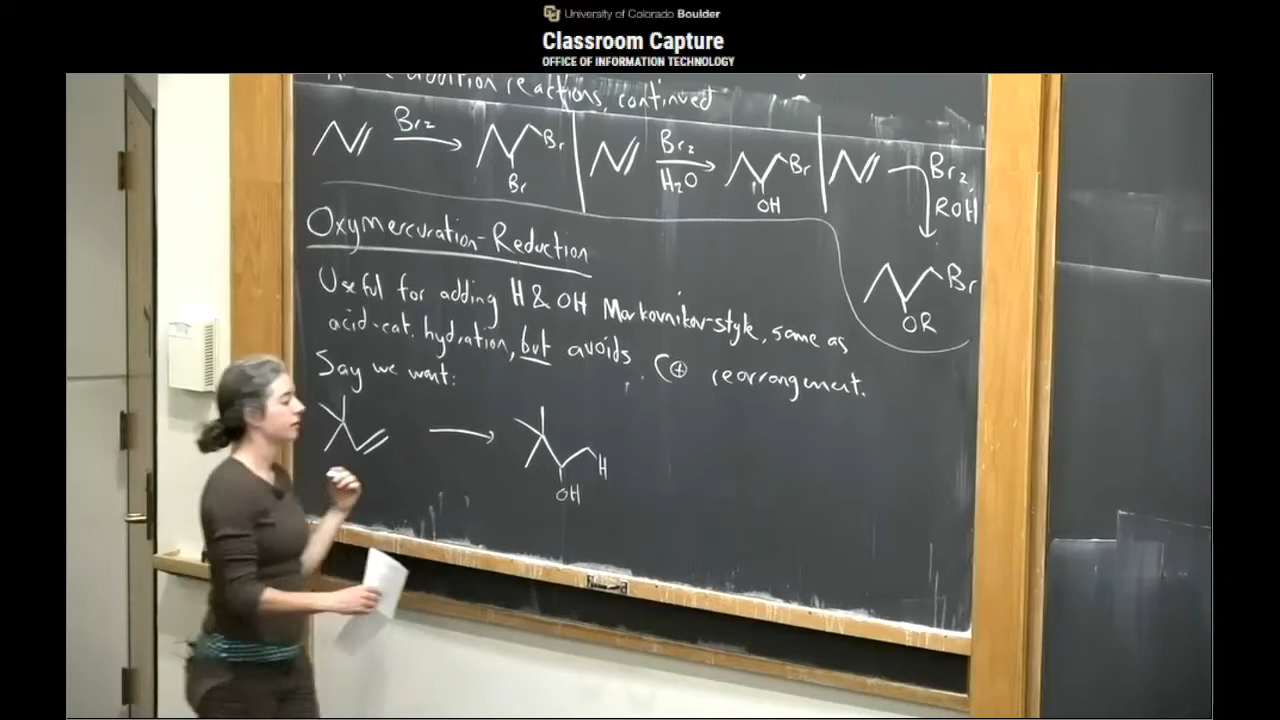 University of Colorado Boulder
Classroom Capture
OFFICE OF INFORMATION TECHNOLOGY
addition reactions, continued
Br2
Br
Br
Br2
H2O
Br
OH
Br2,
ROH
Br
OR
Oxymercuration-Reduction
Useful for adding H & OH Markovnikov-style, same as
acid-cat. hydration, but avoids C⊕ rearrangement.
Say we want:
H
OH